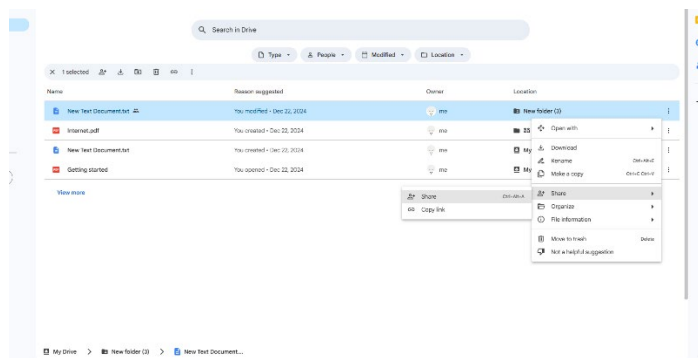 Search in Drive
Type People Modified Location
1 selected
Name Reason suggested Owner Location
New Text Document.txt You modified • Dec 22, 2024 me New folder (3)
Internet.pdf You created • Dec 22, 2024 me
New Text Document.txt You created • Dec 22, 2024 me My
Getting started You opened • Dec 22, 2024 me My
View more
Open with
Download
Rename
Make a copy
Share
Organize
File information
Move to trash Delete
Not a helpful suggestion
Share Ctrl+Alt+A
Copy link
My Drive > New folder (3) > New Text Document...